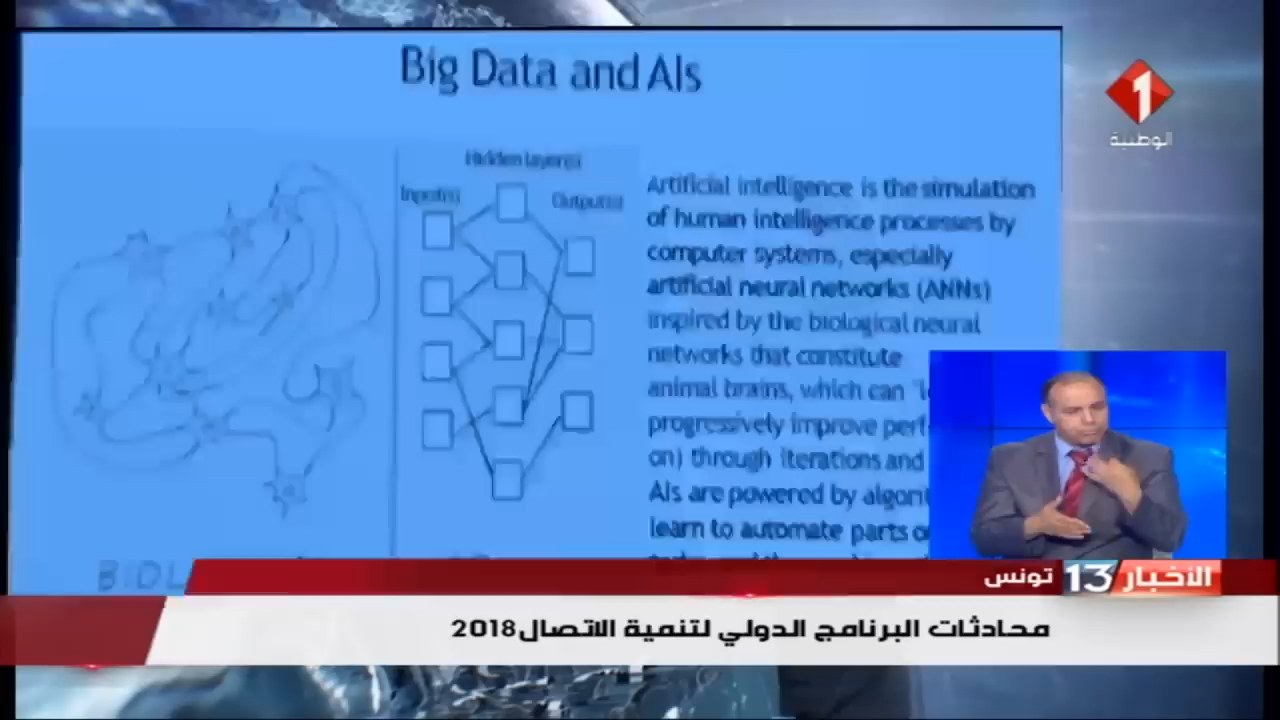 Big Data and AIs
الوطنية
Hidden layer(s)
Input(s)
Output(s)
Artificial intelligence is the simulation
of human intelligence processes by
computer systems, especially
artificial neural networks (ANNs)
inspired by the biological neural
networks that constitute
animal brains, which can
progressively improve perf
on) through iterations and
AIs are powered by algorit
learn to automate parts o
BIOL
الأخبار 13 تونس
محادثات البرنامج الدولي لتنمية الاتصال2018